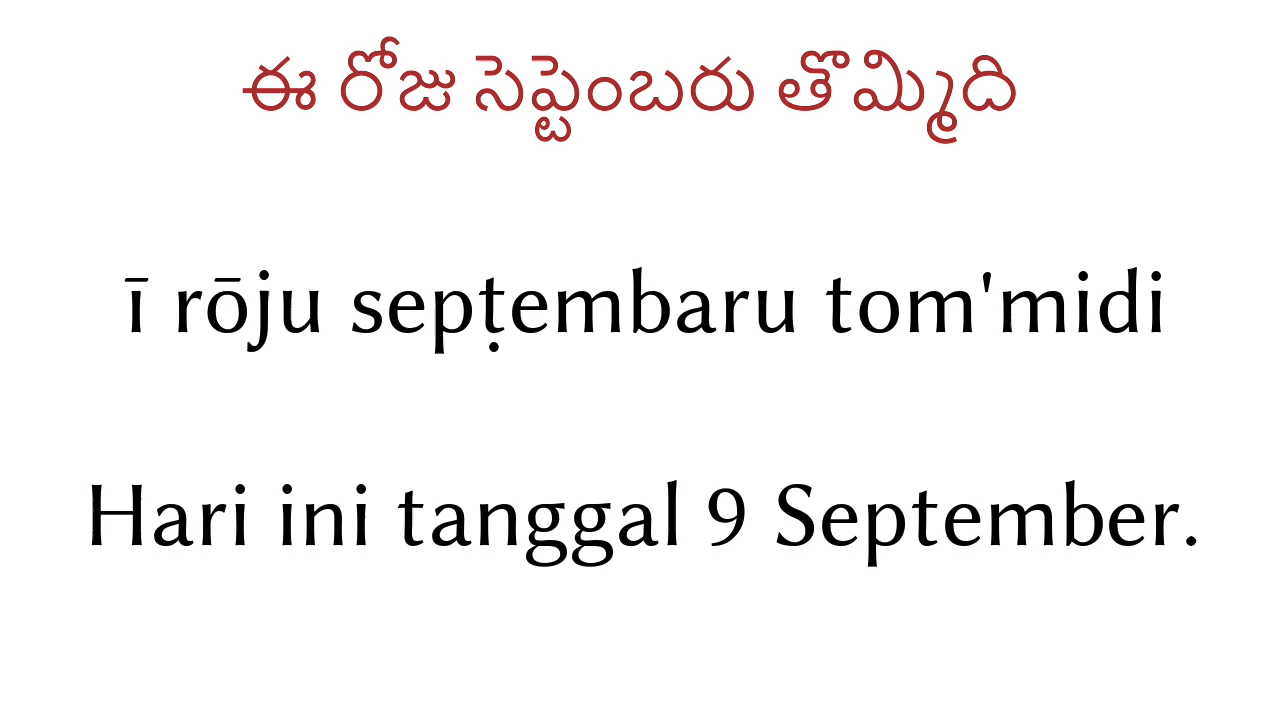 ఈ రోజు సెప్టెంబరు తొమ్మిది
ī rōju sepṭembaru tom'midi
Hari ini tanggal 9 September.